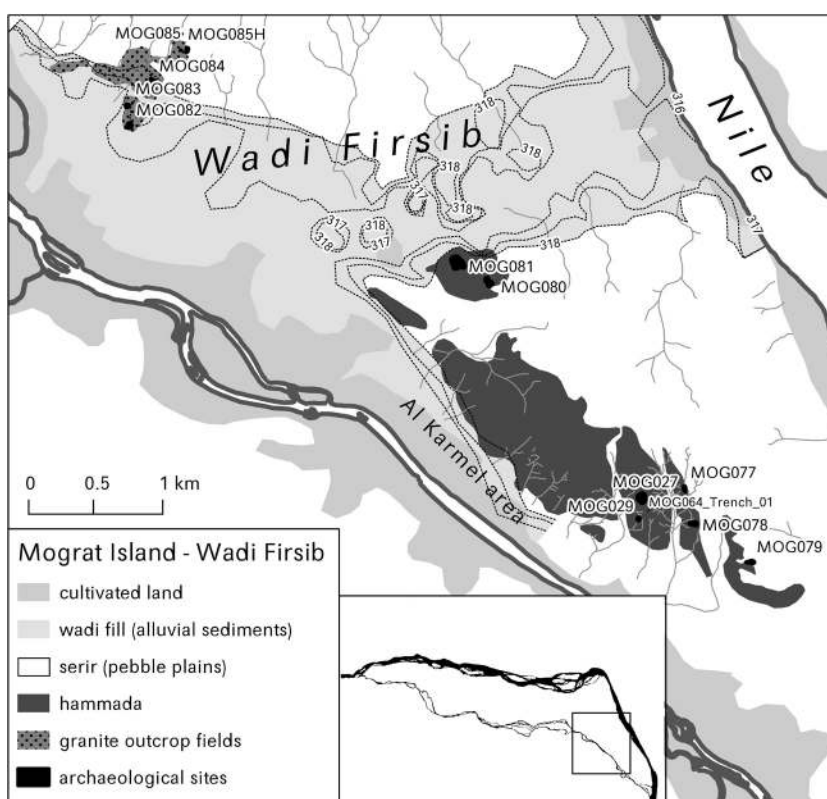 MOG085
MOG085H
MOG084
MOG083
MOG082
Wadi Firsib
Nile
316
318
318
318
318
317
317
318
317
318
317
318
317
MOG081
MOG080
Al Karmel area
MOG027
MOG077
MOG064_Trench_01
MOG029
MOG078
MOG079
0 0.5 1 km
Mograt Island - Wadi Firsib
cultivated land
wadi fill (alluvial sediments)
serir (pebble plains)
hammada
granite outcrop fields
archaeological sites